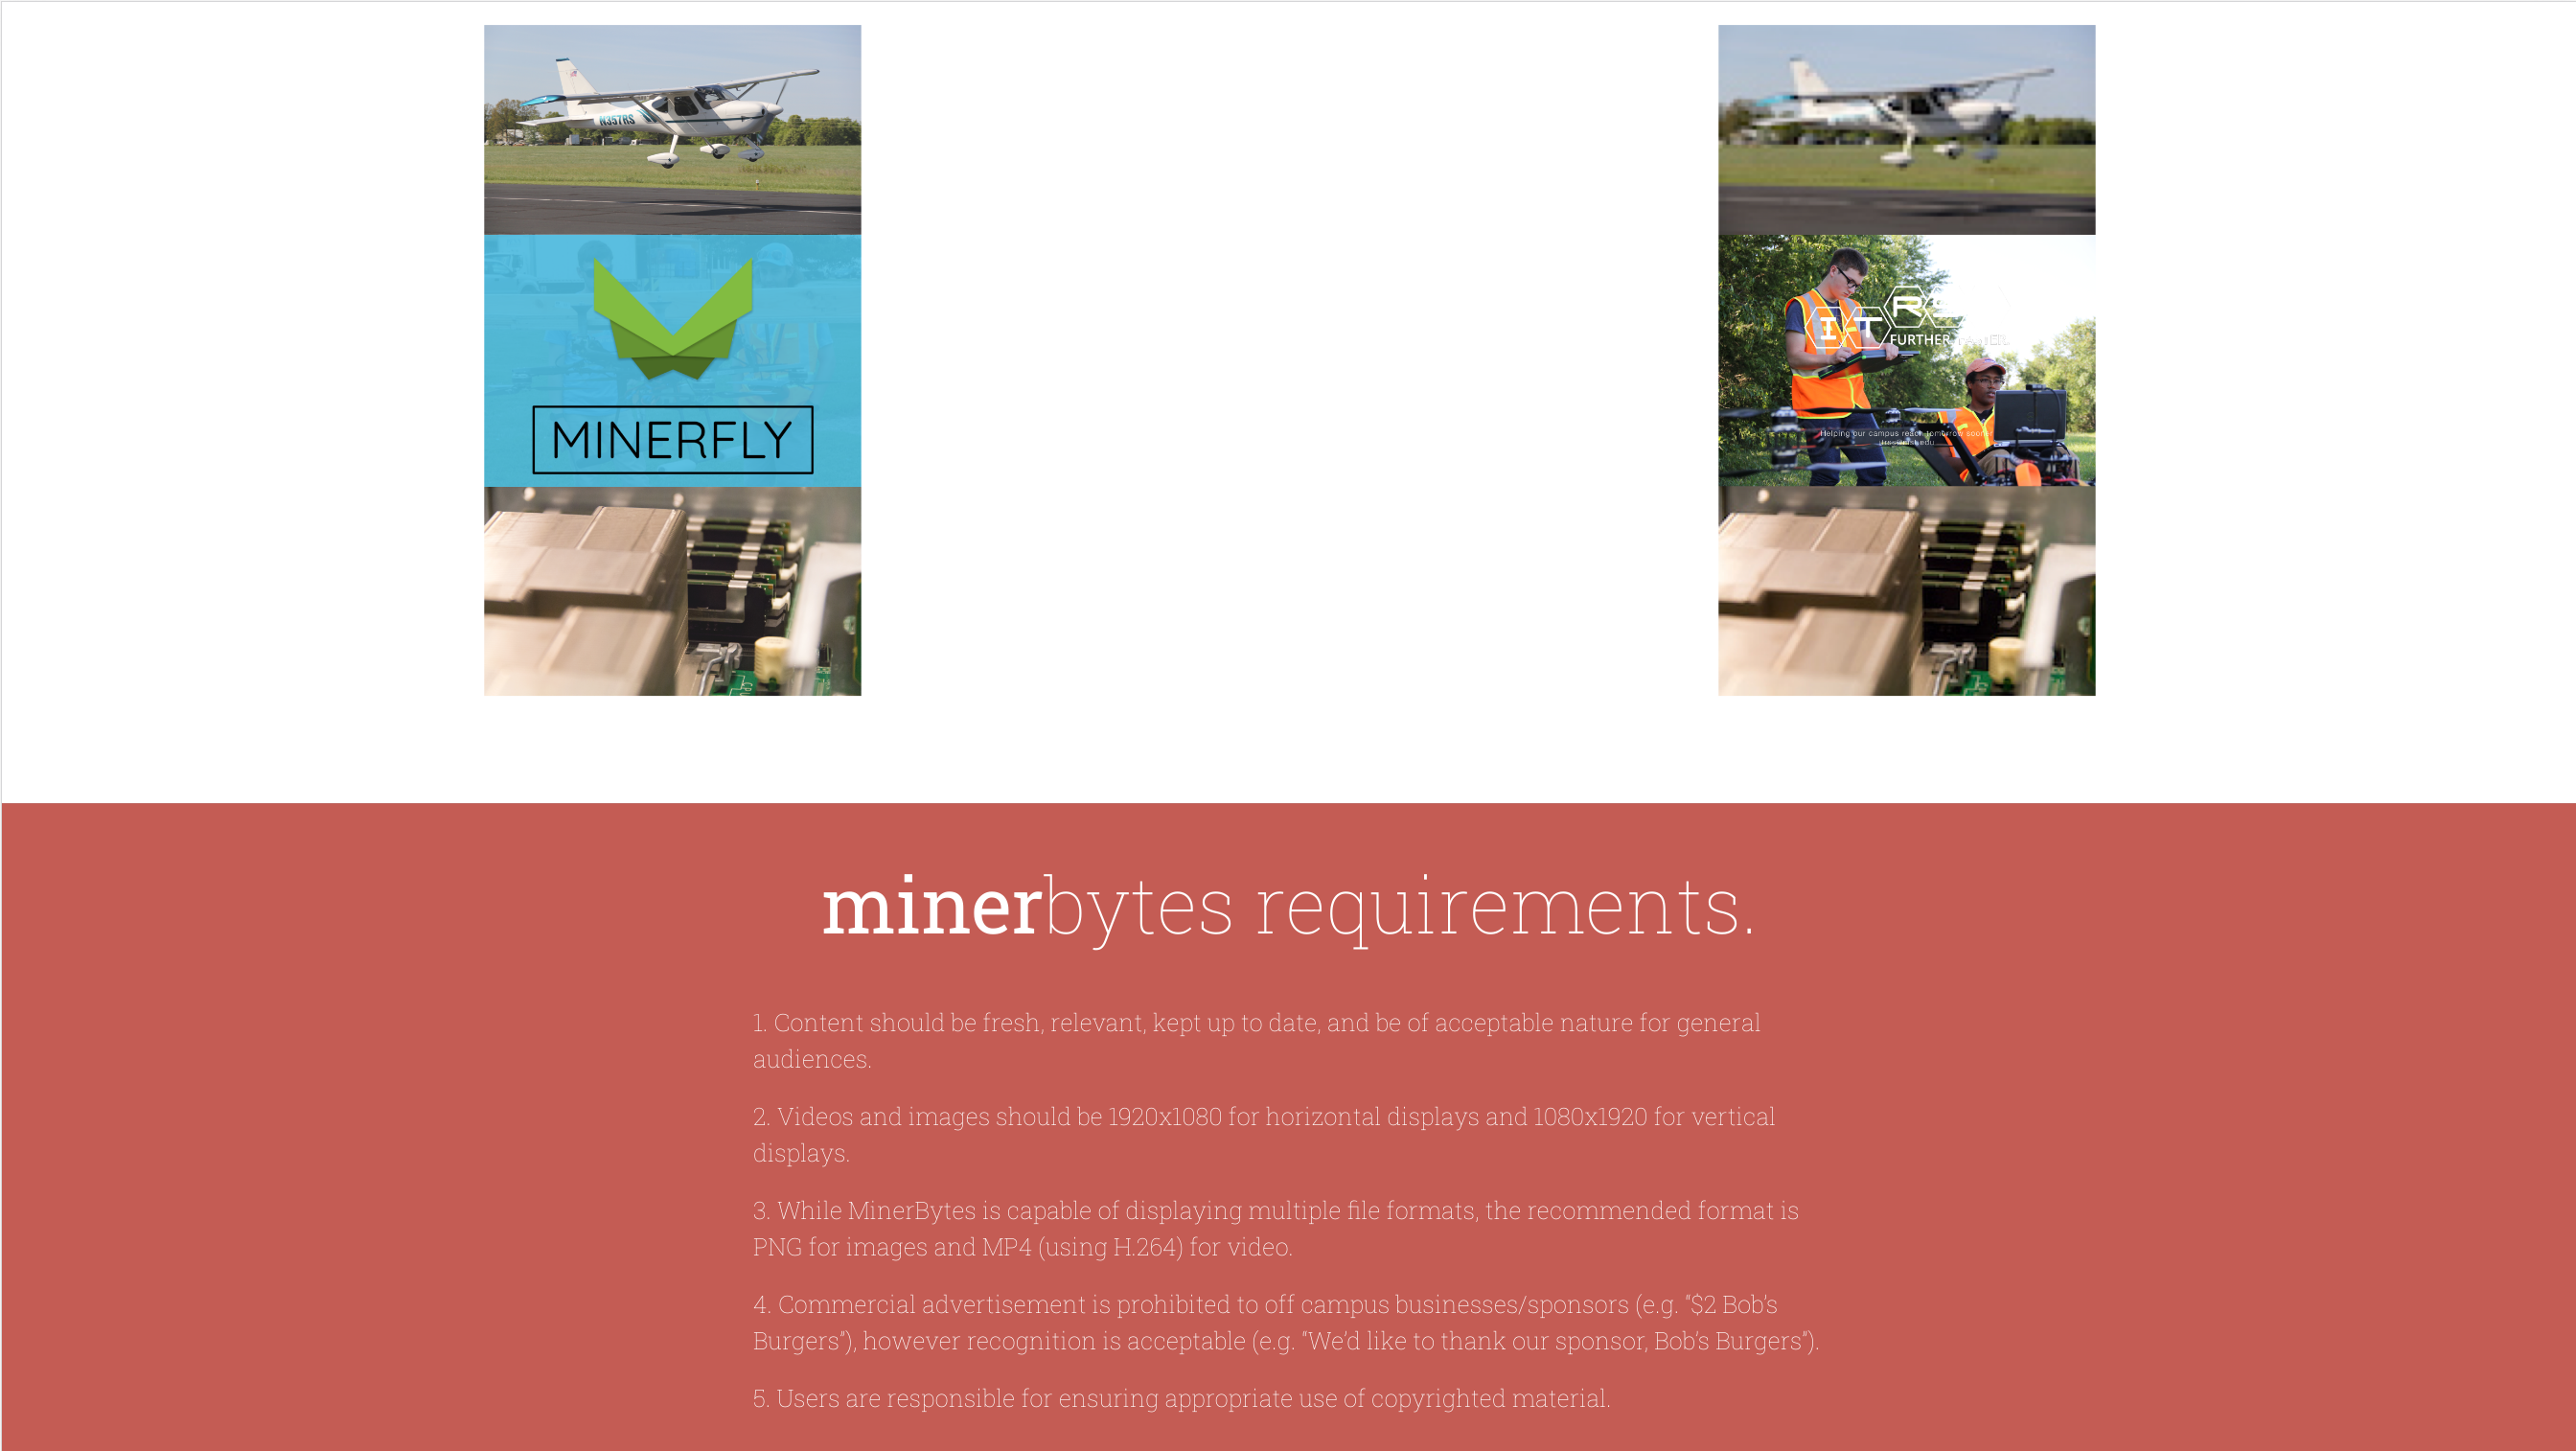 N357RS
MINERFLY
IT RS
FURTHER
Helping our campus reach tomorrow
minerbytes requirements.
1. Content should be fresh, relevant, kept up to date, and be of acceptable nature for general
audiences.
2. Videos and images should be 1920x1080 for horizontal displays and 1080x1920 for vertical
displays.
3. While MinerBytes is capable of displaying multiple file formats, the recommended format is
PNG for images and MP4 (using H.264) for video.
4. Commercial advertisement is prohibited to off campus businesses/sponsors (e.g. "$2 Bob's
Burgers"), however recognition is acceptable (e.g. "We'd like to thank our sponsor, Bob's Burgers").
5. Users are responsible for ensuring appropriate use of copyrighted material.